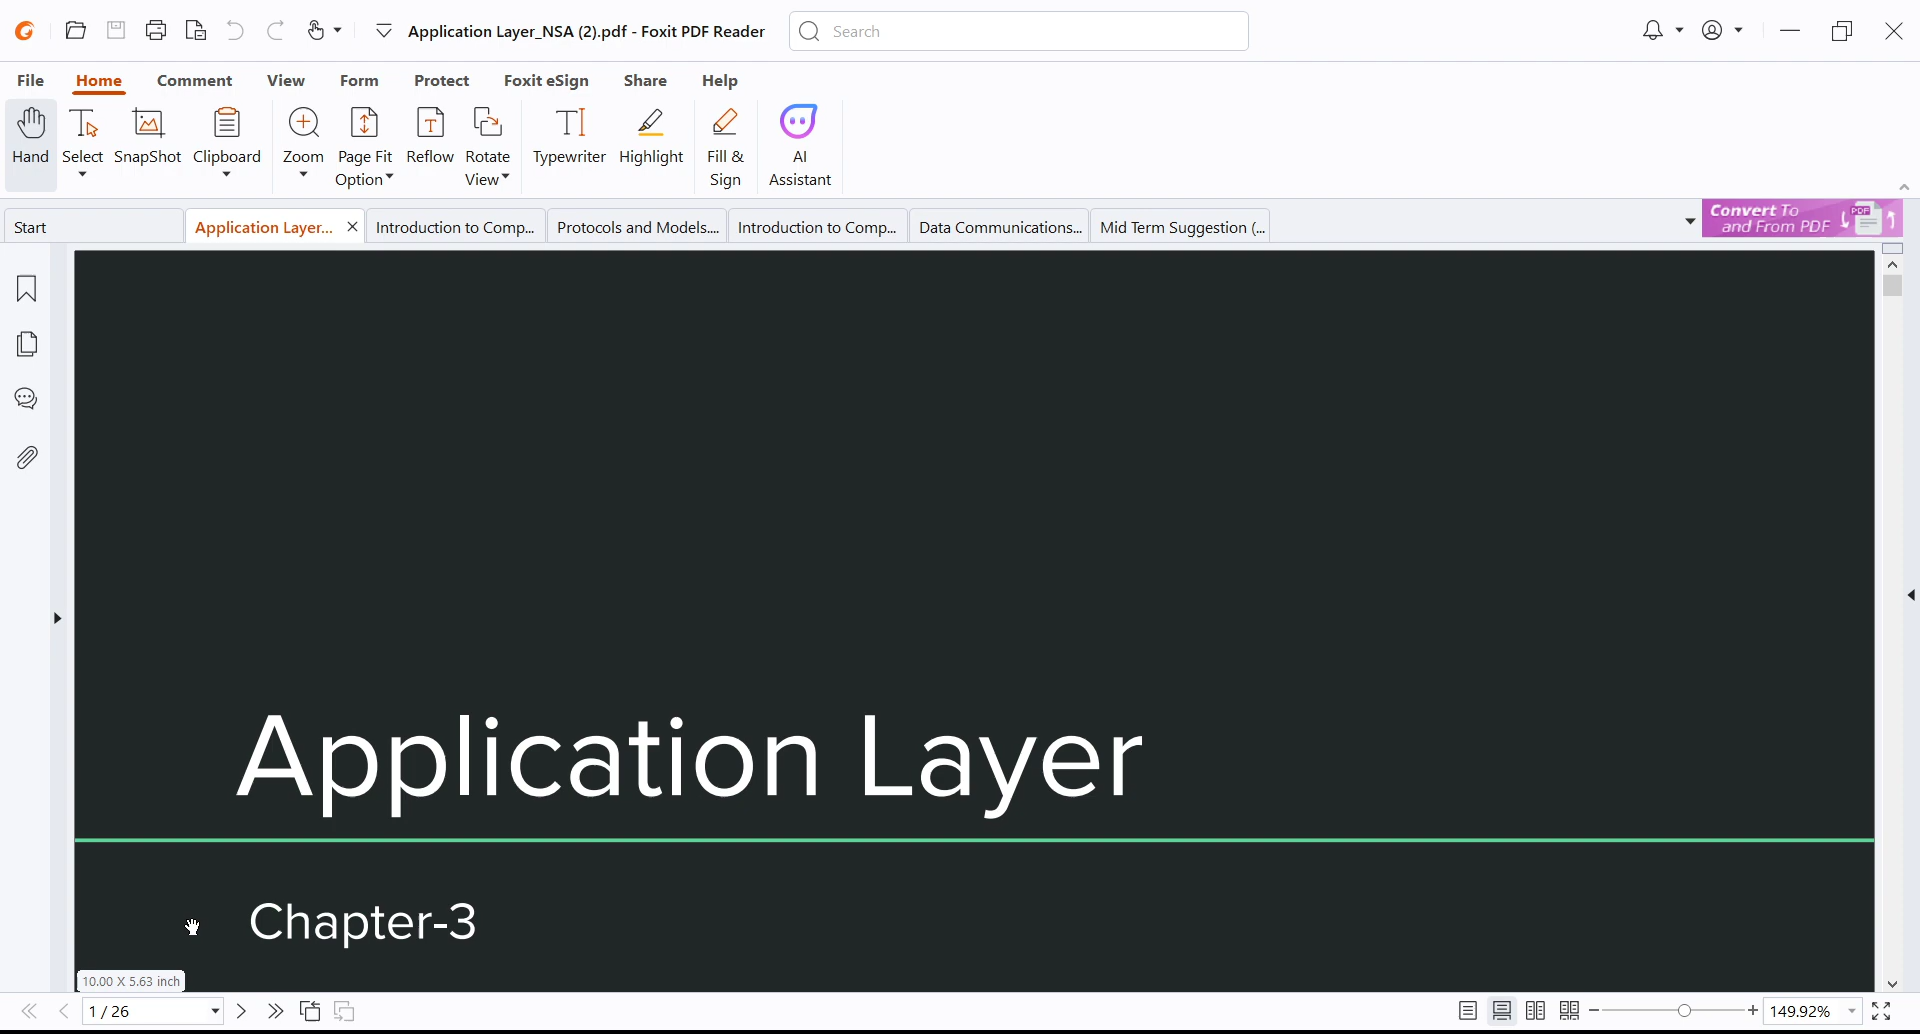 Application Layer_NSA (2).pdf - Foxit PDF Reader
Search
File Home Comment View Form Protect Foxit eSign Share Help
Hand Select SnapShot Clipboard Zoom Page Fit Option Reflow Rotate View Typewriter Highlight Fill & Sign AI Assistant
Start Application Layer... Introduction to Comp... Protocols and Models.... Introduction to Comp... Data Communications... Mid Term Suggestion (...
Convert To
and From PDF
PDF
Application Layer
Chapter-3
10.00 X 5.63 inch
1 / 26
149.92%